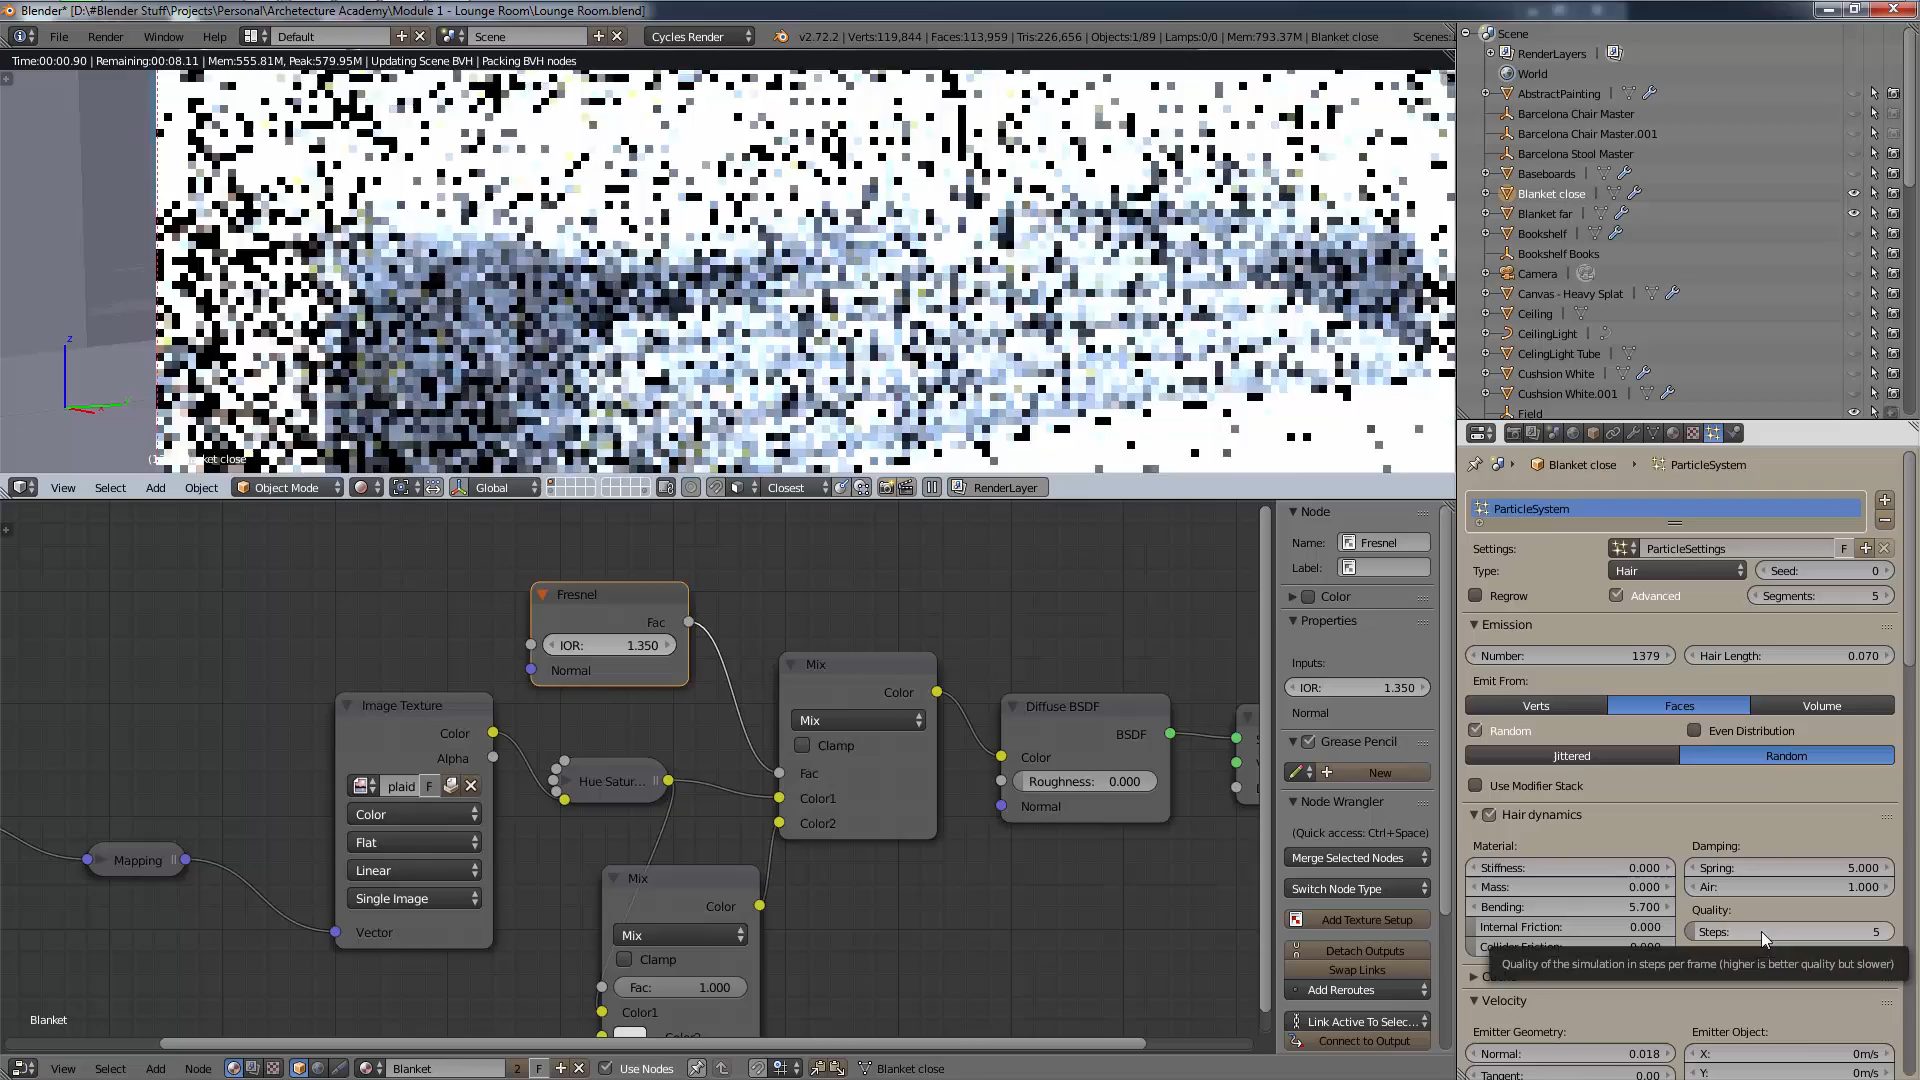 Blender* [D:\#Blender Stuff\Projects\Personal\Archetecture Academy\Module 1 - Lounge Room\Lounge Room.blend]
File Render Window Help Default Scene Cycles Render v2.72.2 | Verts:119,844 | Faces:113,959 | Tris:226,656 | Objects:1/89 | Lamps:0/0 | Mem:793.37M | Blanket close Scenes:
Time:00:00.90 | Remaining:00:08.11 | Mem:555.81M, Peak:579.95M | Updating Scene BVH | Packing BVH nodes
z
View Select Add Object Object Mode Global Closest RenderLayer
Fresnel
Fac
IOR: 1.350
Normal
Image Texture
Color
Alpha
plaid F
Color
Flat
Linear
Single Image
Vector
Mapping
Hue Satur...
Mix
Color
Mix
Clamp
Fac
Color1
Color2
Mix
Color
Mix
Clamp
Fac: 1.000
Color1
Diffuse BSDF
BSDF
Color
Roughness: 0.000
Normal
Blanket
View Select Add Node Blanket 2 F Use Nodes Blanket close
Node
Name: Fresnel
Label:
Color
Properties
Inputs:
IOR: 1.350
Normal
Grease Pencil
New
Node Wrangler
(Quick access: Ctrl+Space)
Merge Selected Nodes
Switch Node Type
Add Texture Setup
Detach Outputs
Swap Links
Add Reroutes
Link Active To Selec...
Connect to Output
Scene
RenderLayers
World
AbstractPainting
Barcelona Chair Master
Barcelona Chair Master.001
Barcelona Stool Master
Baseboards
Blanket close
Blanket far
Bookshelf
Bookshelf Books
Camera
Canvas - Heavy Splat
Ceiling
CeilingLight
CelingLight Tube
Cushsion White
Cushsion White.001
Field
Blanket close ParticleSystem
ParticleSystem
Settings: ParticleSettings F
Type: Hair Seed: 0
Regrow Advanced Segments: 5
Emission
Number: 1379 Hair Length: 0.070
Emit From:
Verts Faces Volume
Random Even Distribution
Jittered Random
Use Modifier Stack
Hair dynamics
Material: Damping:
Stiffness: 0.000 Spring: 5.000
Mass: 0.000 Air: 1.000
Bending: 5.700 Quality:
Internal Friction: 0.000 Steps: 5
Quality of the simulation in steps per frame (higher is better quality but slower)
Velocity
Emitter Geometry: Emitter Object:
Normal: 0.018 X: 0m/s
Tangent: 0.00 Y: 0m/s